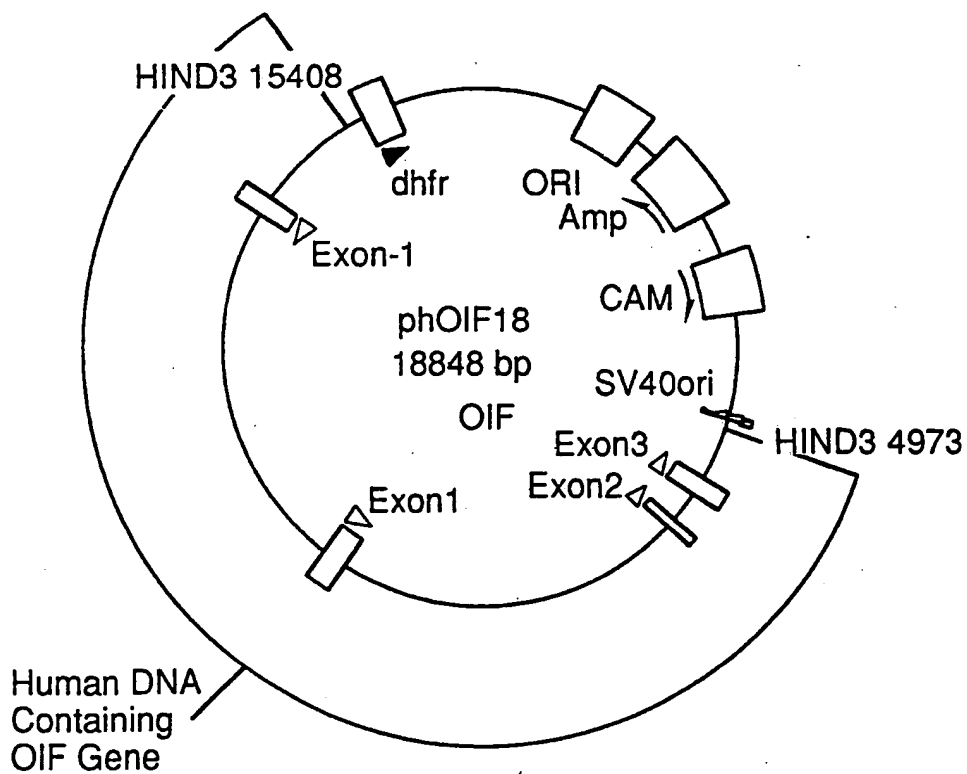 HIND3 15408
dhfr
ORI
Amp
Exon-1
CAM
phOIF18
18848 bp
OIF
SV40ori
HIND3 4973
Exon3
Exon2
Exon1
Human DNA
Containing
OIF Gene